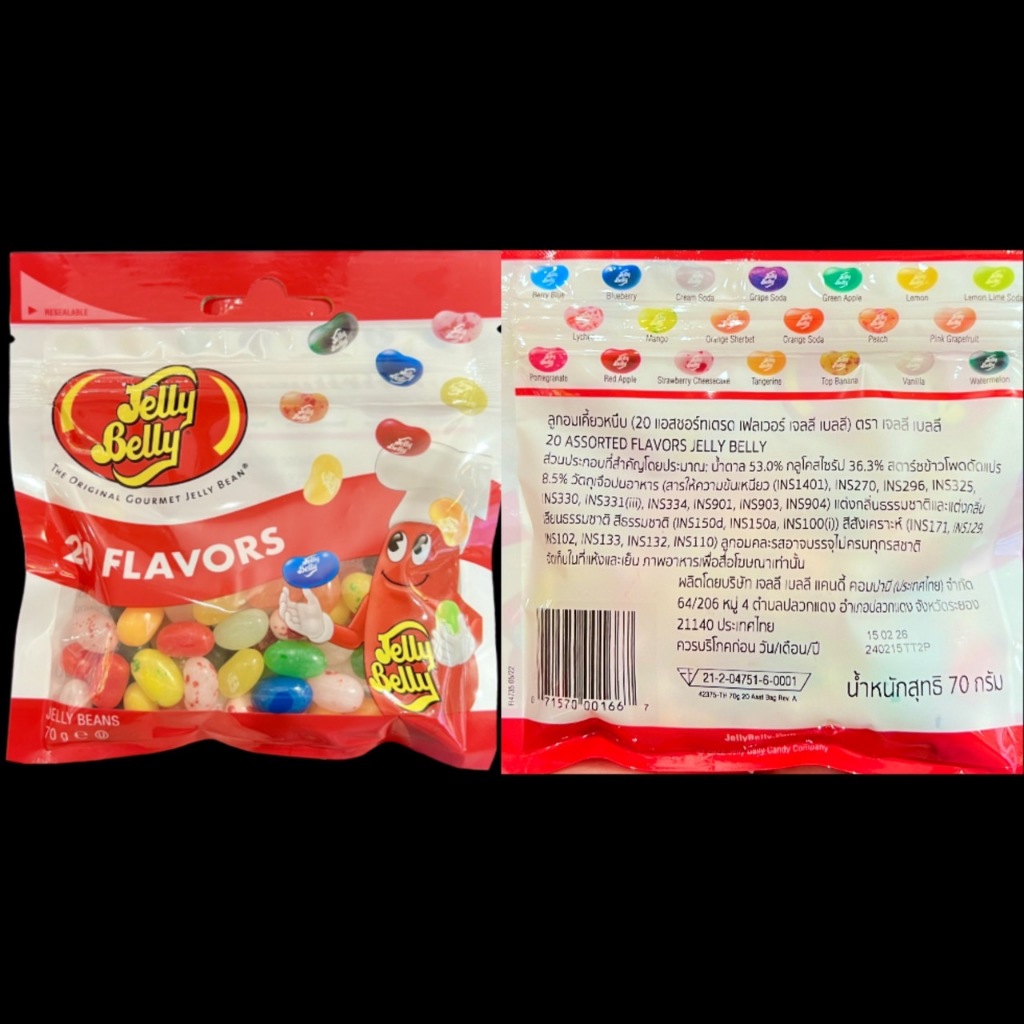 RESEALABLE
Jelly
Belly
THE ORIGINAL GOURMET JELLY BEAN®
20 FLAVORS
Jelly
Belly
JELLY BEANS
70 g
Berry Blue Blueberry Cream Soda Grape Soda Green Apple Lemon Lemon Lime Soda
Lychee Mango Orange Sherbet Orange Soda Peach Pink Grapefruit
Pomegranate Red Apple Strawberry Cheesecake Tangerine Top Banana Vanilla Watermelon
ลูกอมเคี้ยวหนึบ (20 แอสซอร์ทเตรด เฟลเวอร์ เจลลี เบลลี) ตรา เจลลี เบลลี
20 ASSORTED FLAVORS JELLY BELLY
ส่วนประกอบที่สำคัญโดยประมาณ: น้ำตาล 53.0% กลูโคสไซรัป 36.3% สตาร์ชข้าวโพดดัดแปร
8.5% วัตถุเจือปนอาหาร (สารให้ความข้นเหนียว (INS1401), INS270, INS296, INS325,
INS330, INS331(iii), INS334, INS901, INS903, INS904) แต่งกลิ่นธรรมชาติและแต่งกลิ่น
เลียนธรรมชาติ สีธรรมชาติ (INS150d, INS150a, INS100(i)) สีสังเคราะห์ (INS171, INS129,
INS102, INS133, INS132, INS110) ลูกอมคละรสอาจบรรจุไม่ครบทุกรสชาติ
จัดเก็บในที่แห้งและเย็น ภาพอาหารเพื่อสื่อโฆษณาเท่านั้น
ผลิตโดยบริษัท เจลลี เบลลี แคนดี้ คอมปานี (ประเทศไทย) จำกัด
64/206 หมู่ 4 ตำบลปลวกแดง อำเภอปลวกแดง จังหวัดระยอง
21140 ประเทศไทย
ควรบริโภคก่อน วัน/เดือน/ปี
15 02 26
240215TT2P
21-2-04751-6-0001
42375-TH 70g 20 Asst Bag Rev. A
น้ำหนักสุทธิ 70 กรัม
0 71570 00166 7
JellyBelly
Jelly Belly Candy Company